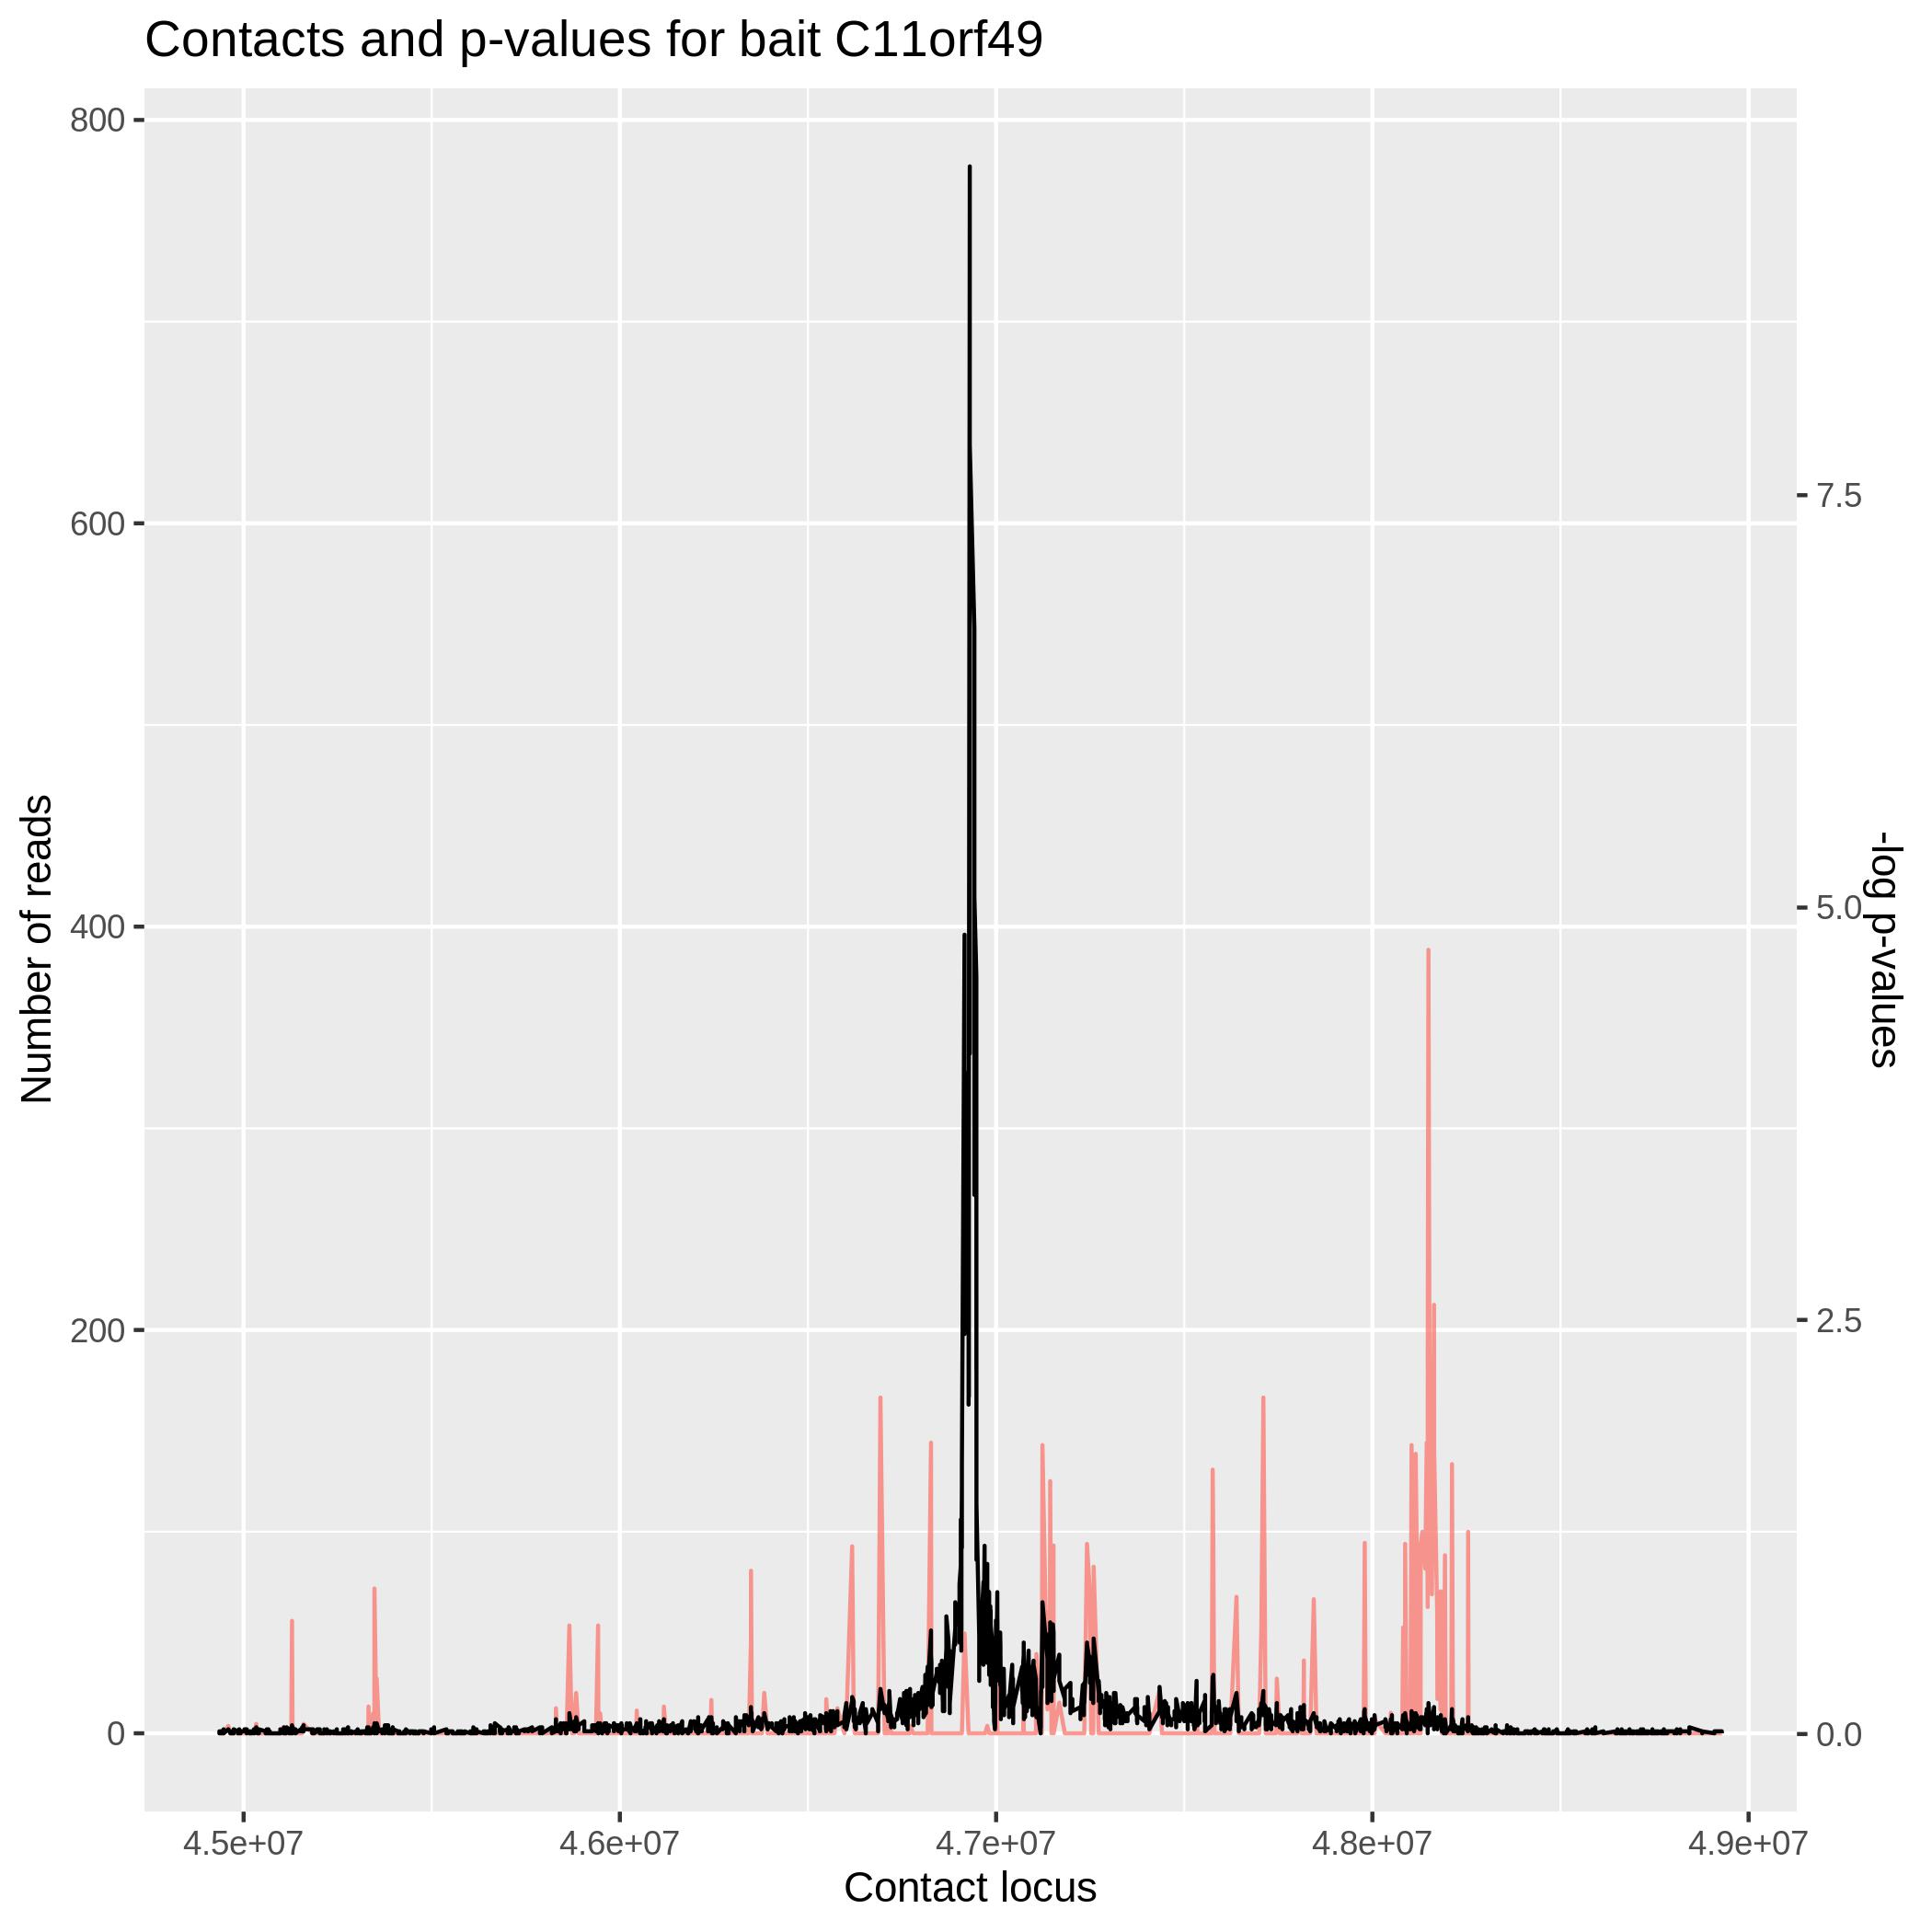 Contacts and p-values for bait C11orf49
800
600
400
200
0
Number of reads
7.5
5.0
2.5
0.0
-log p-values
4.5e+07
4.6e+07
4.7e+07
4.8e+07
4.9e+07
Contact locus